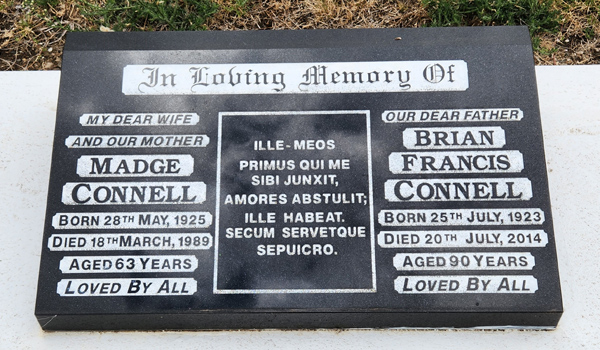 In Loving Memory Of
MY DEAR WIFE
AND OUR MOTHER
MADGE
CONNELL
BORN 28TH MAY, 1925
DIED 18TH MARCH, 1989
AGED 63 YEARS
LOVED BY ALL
ILLE-MEOS
PRIMUS QUI ME
SIBI JUNXIT,
AMORES ABSTULIT;
ILLE HABEAT.
SECUM SERVETQUE
SEPUICRO.
OUR DEAR FATHER
BRIAN
FRANCIS
CONNELL
BORN 25TH JULY, 1923
DIED 20TH JULY, 2014
AGED 90 YEARS
LOVED BY ALL